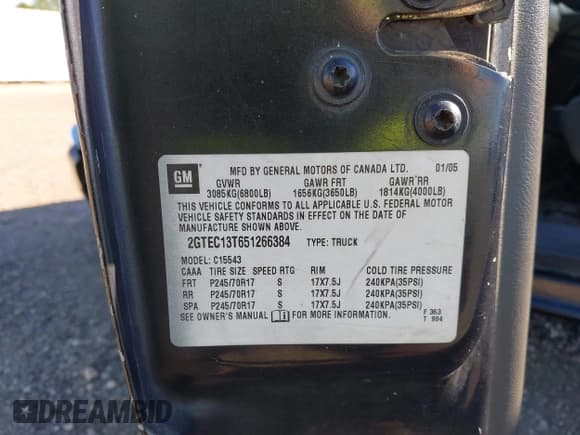 GM
MFD BY GENERAL MOTORS OF CANADA LTD. 01/05
GVWR GAWR FRT GAWR RR
3085KG(6800LB) 1656KG(3650LB) 1814KG(4000LB)
THIS VEHICLE CONFORMS TO ALL APPLICABLE U.S. FEDERAL MOTOR
VEHICLE SAFETY STANDARDS IN EFFECT ON THE DATE OF
MANUFACTURE SHOWN ABOVE.
2GTEC13T651266384 TYPE: TRUCK
MODEL: C15543
CAAA TIRE SIZE SPEED RTG RIM COLD TIRE PRESSURE
FRT P245/70R17 S 17X7.5J 240KPA(35PSI)
RR P245/70R17 S 17X7.5J 240KPA(35PSI)
SPA P245/70R17 S 17X7.5J 240KPA(35PSI)
SEE OWNER'S MANUAL FOR MORE INFORMATION.
F 363
T 904
DREAMBID